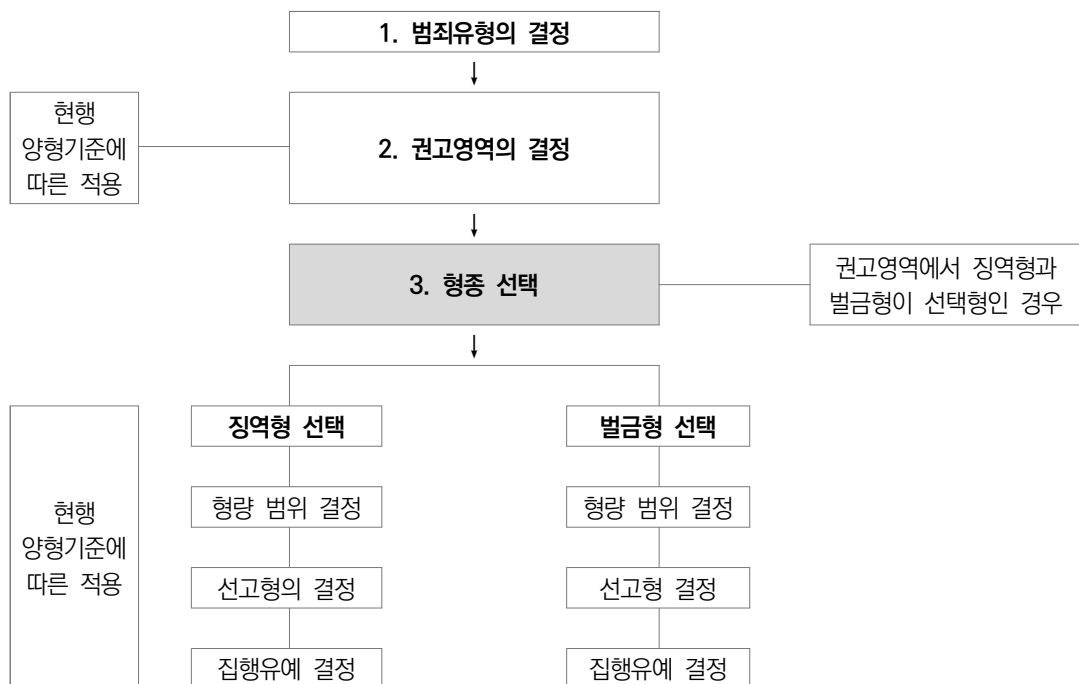 1. 범죄유형의 결정
현행
양형기준에
따른 적용
2. 권고영역의 결정
3. 형종 선택
권고영역에서 징역형과
벌금형이 선택형인 경우
징역형 선택
벌금형 선택
현행
양형기준에
따른 적용
형량 범위 결정
형량 범위 결정
선고형의 결정
선고형 결정
집행유예 결정
집행유예 결정